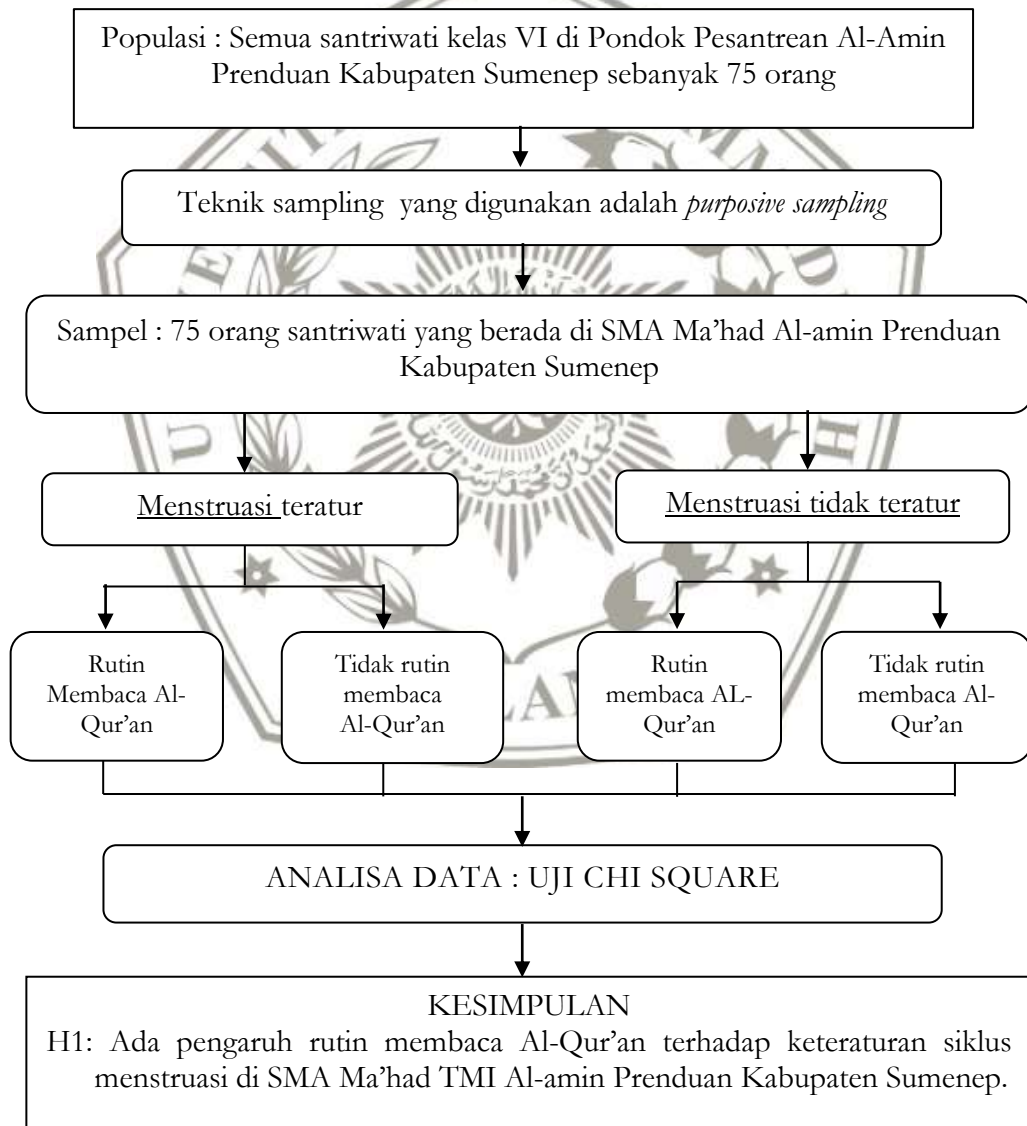 Populasi : Semua santriwati kelas VI di Pondok Pesantrean Al-Amin
Prenduan Kabupaten Sumenep sebanyak 75 orang
Teknik sampling yang digunakan adalah purposive sampling
Sampel : 75 orang santriwati yang berada di SMA Ma’had Al-amin Prenduan
Kabupaten Sumenep
Menstruasi teratur
Menstruasi tidak teratur
Rutin
Membaca Al-
Qur’an
Tidak rutin
membaca
Al-Qur’an
Rutin
membaca AL-
Qur’an
Tidak rutin
membaca Al-
Qur’an
ANALISA DATA : UJI CHI SQUARE
KESIMPULAN
H1: Ada pengaruh rutin membaca Al-Qur’an terhadap keteraturan siklus
menstruasi di SMA Ma’had TMI Al-amin Prenduan Kabupaten Sumenep.